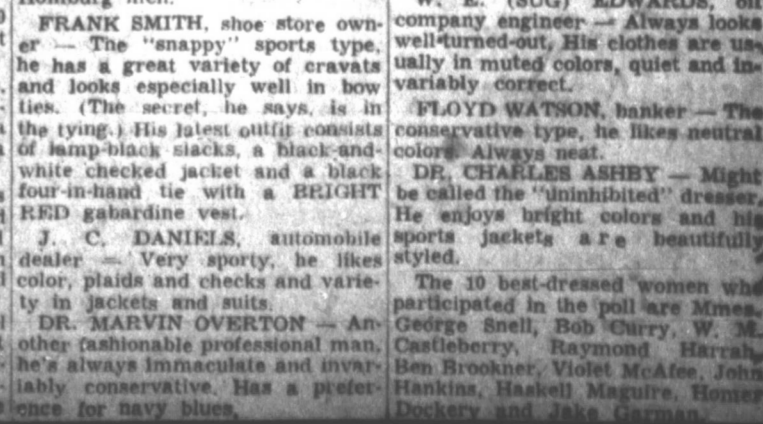 Homburg men.
FRANK SMITH, shoe store own-
er — The "snappy" sports type,
he has a great variety of cravats
and looks especially well in bow
ties. (The secret, he says, is in
the tying.) His latest outfit consists
of lamp-black slacks, a black-and-
white checked jacket and a black
four-in-hand tie with a BRIGHT
RED gabardine vest.
J. C. DANIELS, automobile
dealer — Very sporty, he likes
color, plaids and checks and varie-
ty in jackets and suits.
DR. MARVIN OVERTON — An-
other fashionable professional man,
he's always immaculate and invar-
iably conservative. Has a prefer-
ence for navy blues.
W. E. (SUG) EDWARDS, oil
company engineer — Always looks
well-turned-out. His clothes are us-
ually in muted colors, quiet and in-
variably correct.
FLOYD WATSON, banker — The
conservative type, he likes neutral
colors. Always neat.
DR. CHARLES ASHBY — Might
be called the "uninhibited" dresser.
He enjoys bright colors and his
sports jackets are beautifully
styled.
The 10 best-dressed women who
participated in the poll are Mmes.
George Snell, Bob Curry, W. M.
Castleberry, Raymond Harrah,
Ben Brookner, Violet McAfee, John
Hankins, Haskell Maguire, Homer
Dockery and Jake Garman.